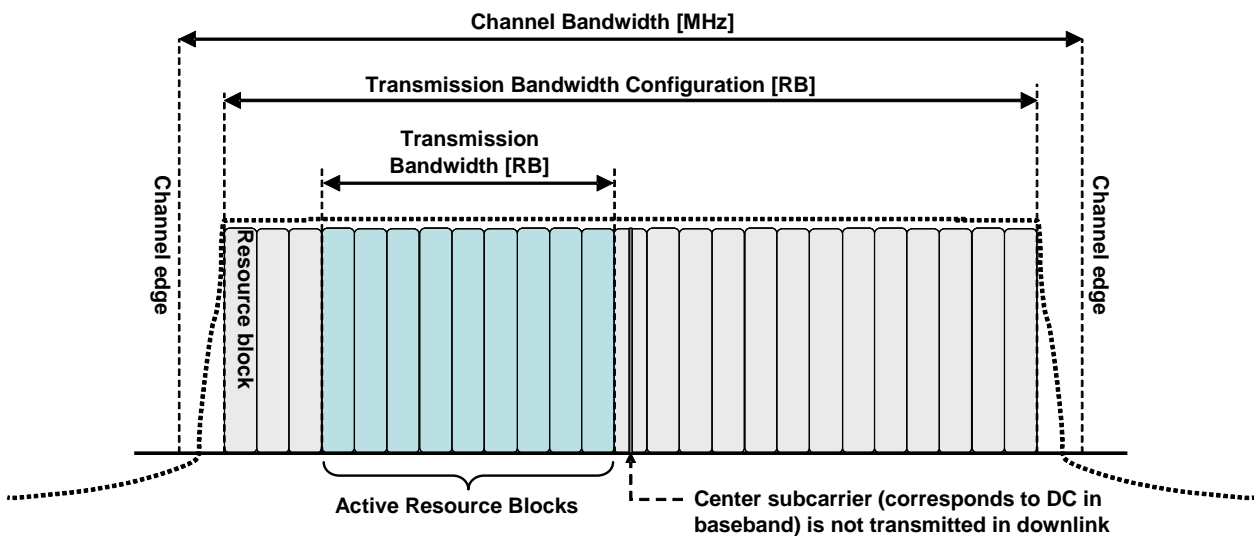 Channel Bandwidth [MHz]
Transmission Bandwidth Configuration [RB]
Transmission
Bandwidth [RB]
Channel edge
Channel edge
Resource block
Active Resource Blocks
Center subcarrier (corresponds to DC in
baseband) is not transmitted in downlink